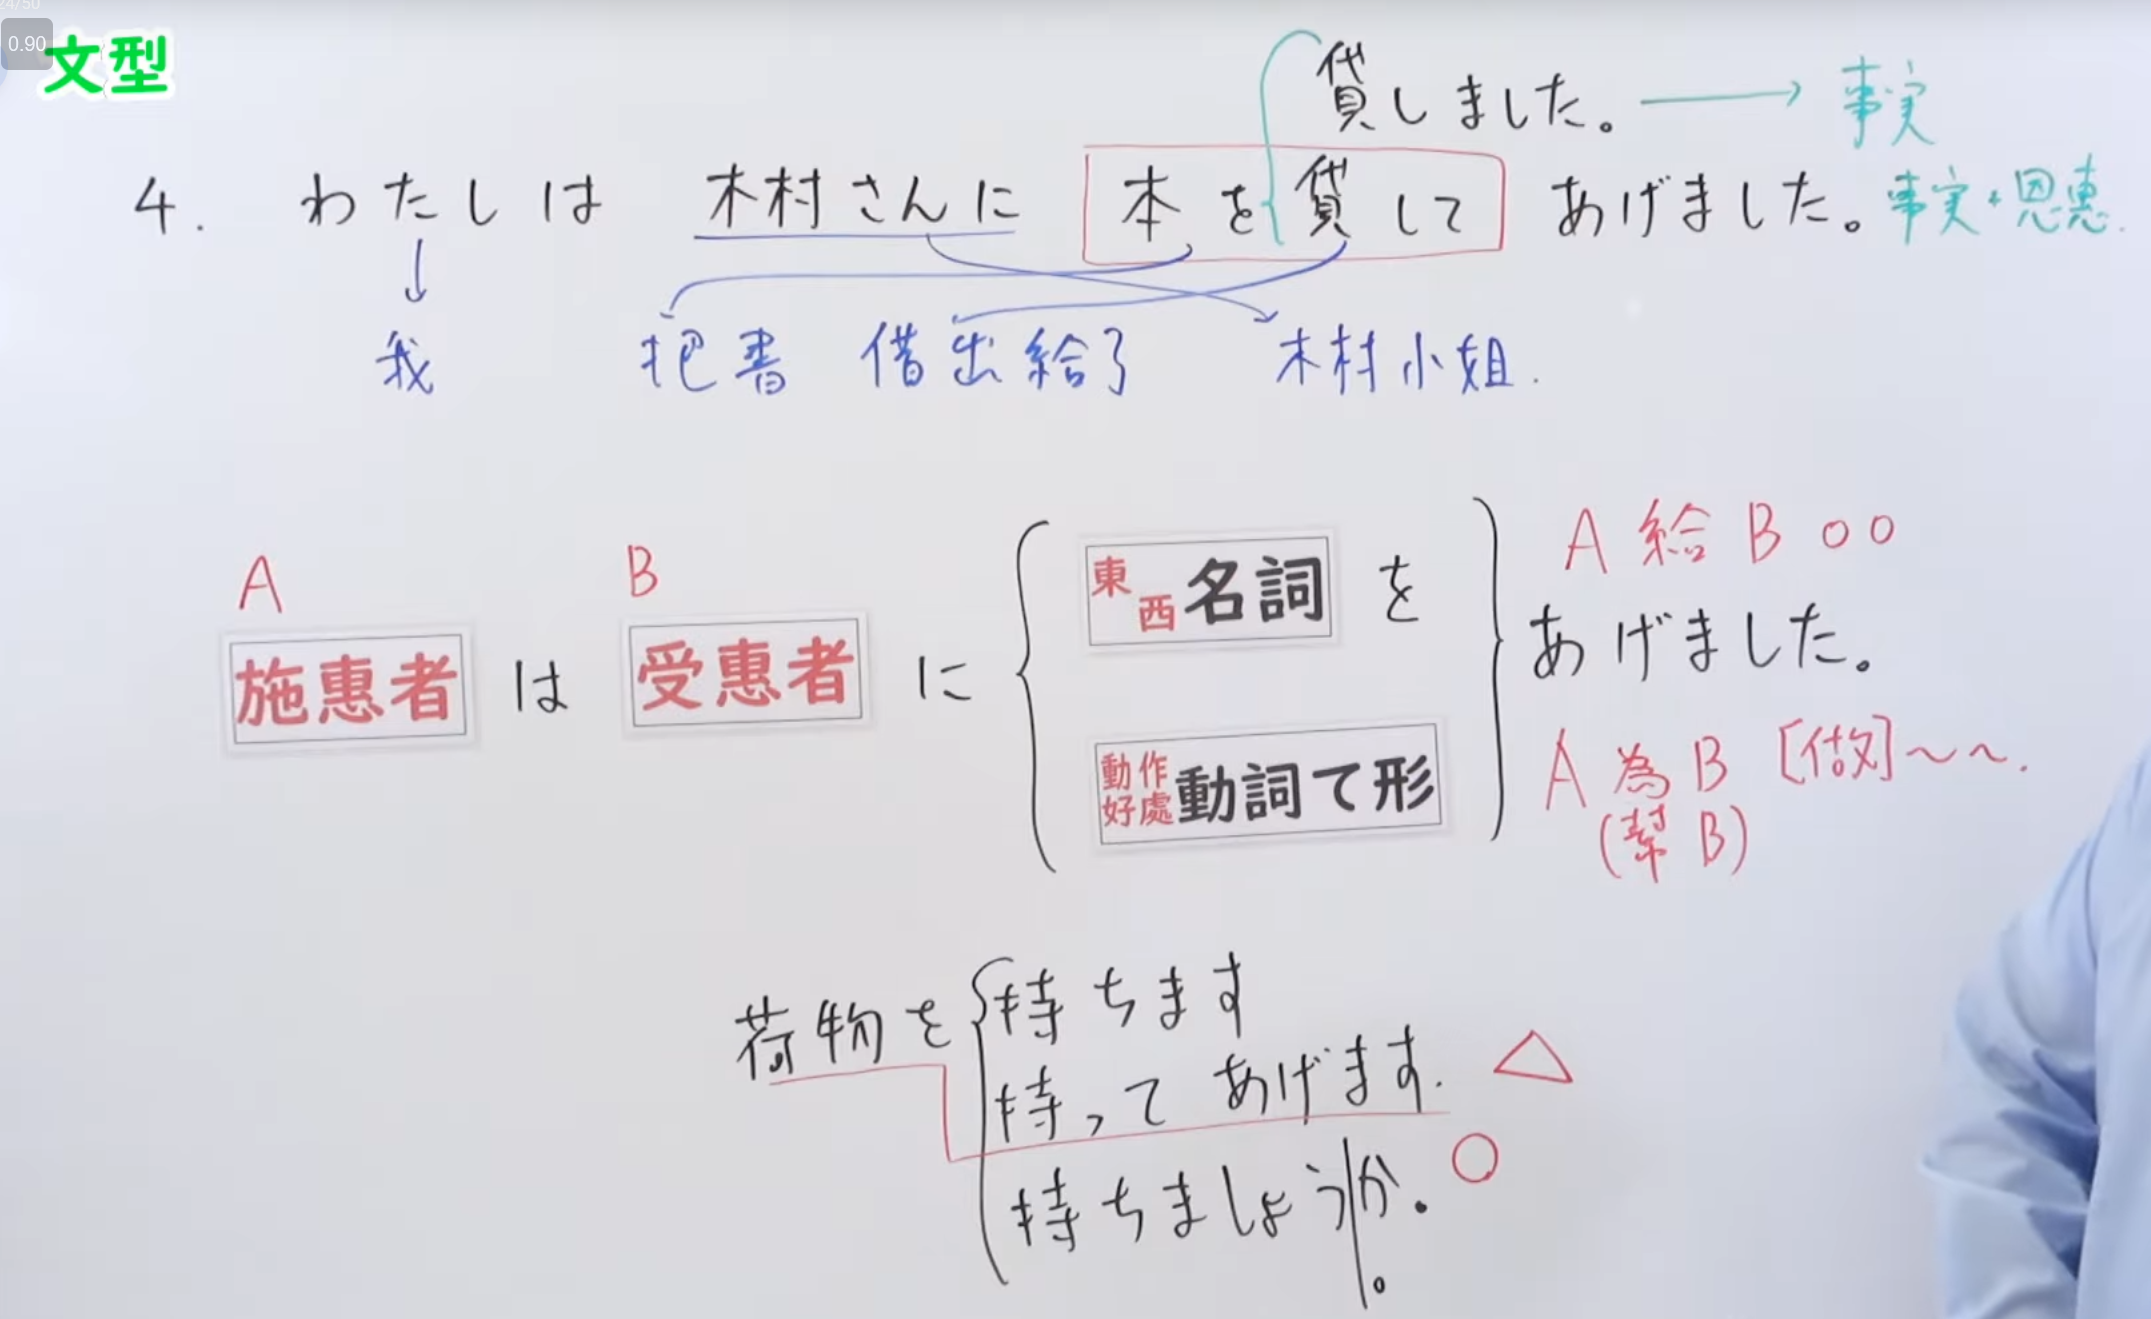 24/50
0.90
文型
貸しました。→ 事実
4. わたしは 木村さんに 本を貸して あげました。事実+恩恵.
我 把書 借出給了 木村小姐.
A B
A 給 B ○○
東西 名詞 を
施恵者 は 受恵者 に あげました。
動作好處 動詞て形
A 為 B [做]~~.
(幫 B)
荷物を 持ちます
持ってあげます. △
持ちましょうか. ○
。